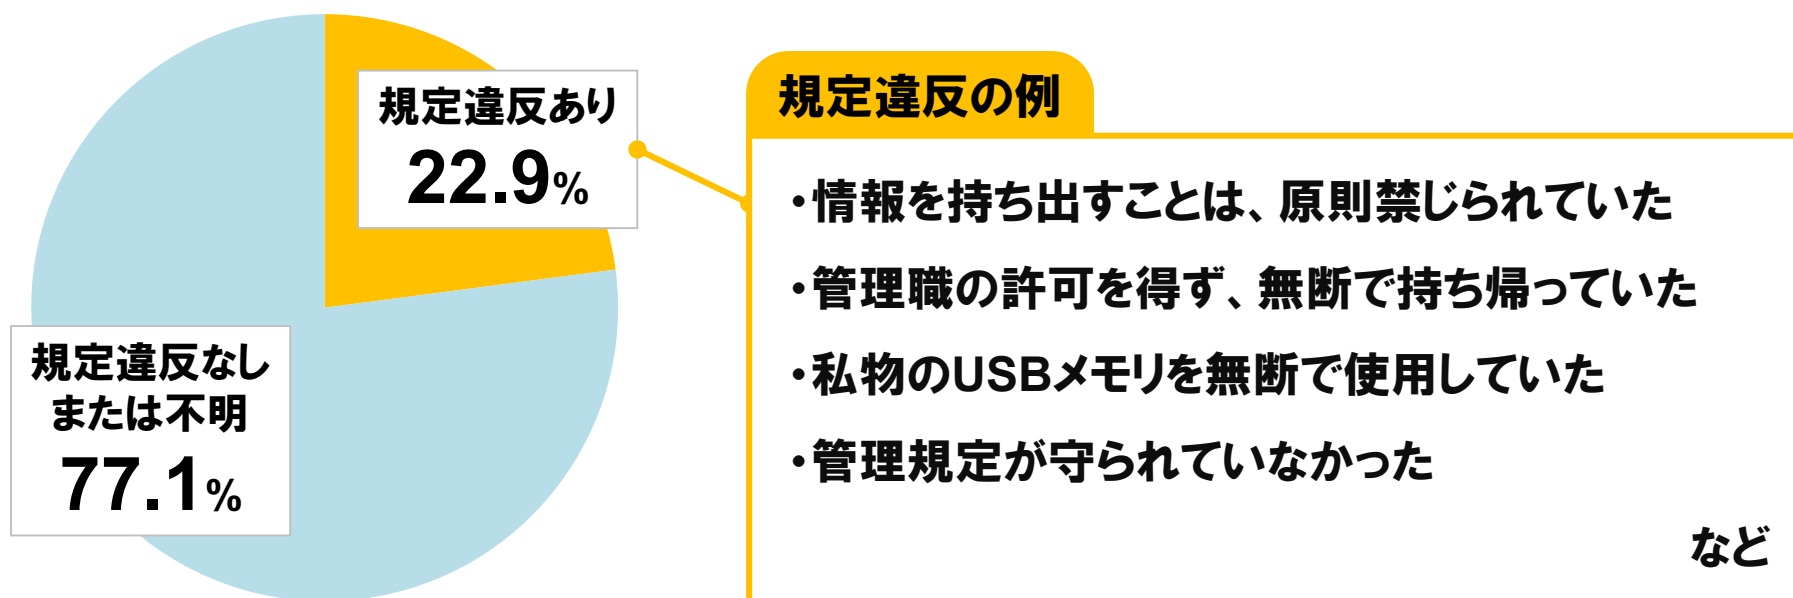 規定違反あり
22.9%
規定違反なし
または不明
77.1%
規定違反の例
・情報を持ち出すことは、原則禁じられていた
・管理職の許可を得ず、無断で持ち帰っていた
・私物のUSBメモリを無断で使用していた
・管理規定が守られていなかった
など